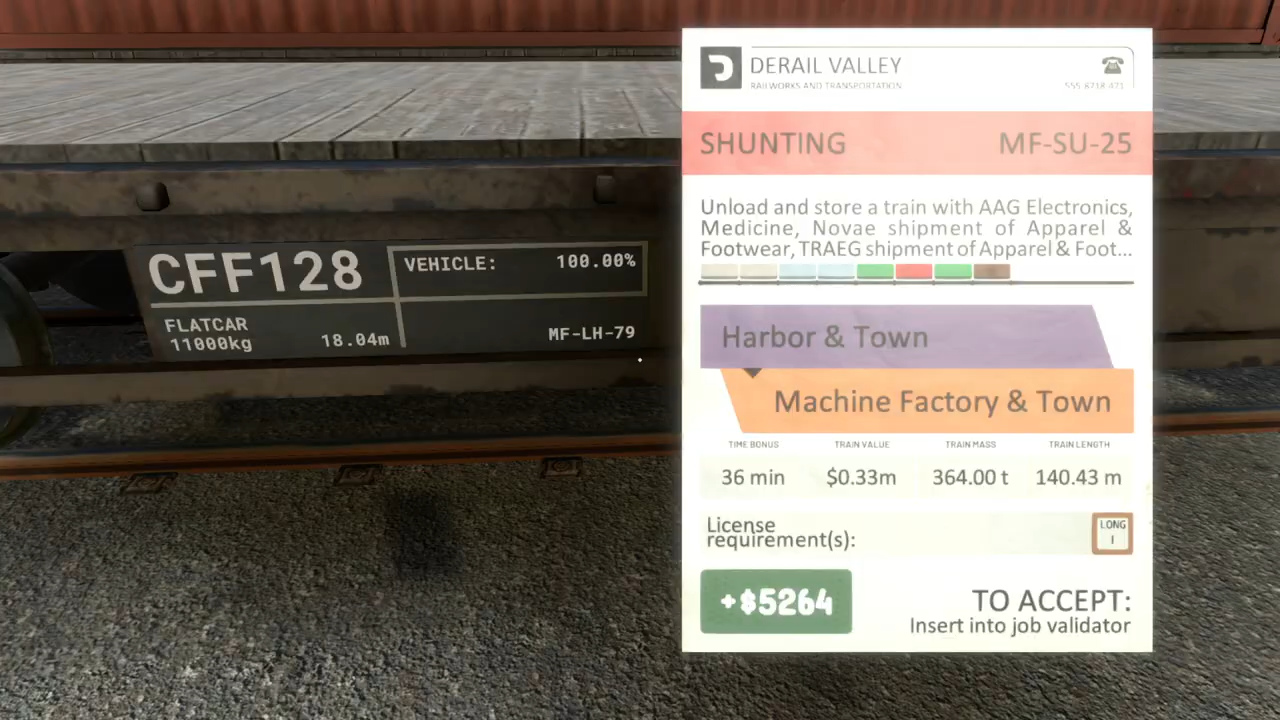 CFF128
VEHICLE: 100.00%
FLATCAR
11000kg 18.04m
MF-LH-79
DERAIL VALLEY
RAILWORKS AND TRANSPORTATION
555 8718 471
SHUNTING MF-SU-25
Unload and store a train with AAG Electronics,
Medicine, Novae shipment of Apparel &
Footwear, TRAEG shipment of Apparel & Foot...
Harbor & Town
Machine Factory & Town
TIME BONUS TRAIN VALUE TRAIN MASS TRAIN LENGTH
36 min $0.33m 364.00 t 140.43 m
License
requirement(s):
LONG
I
+$5264
TO ACCEPT:
Insert into job validator